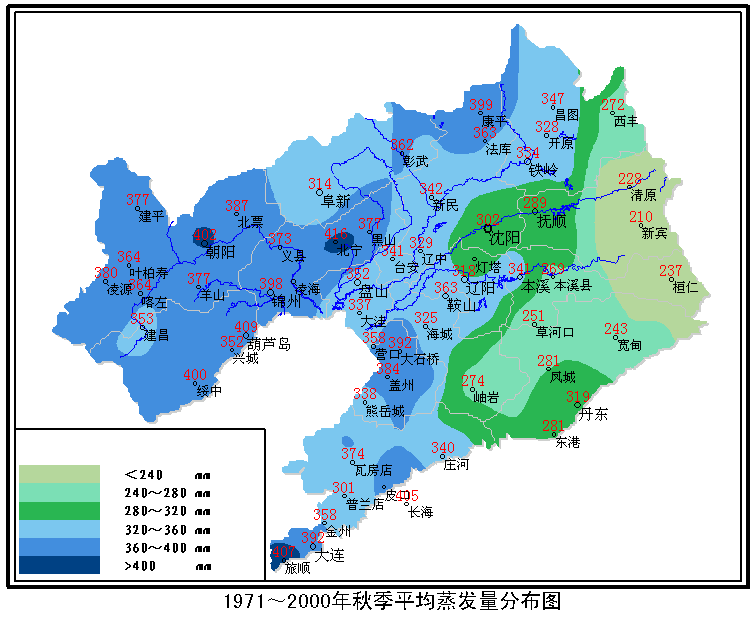 399
康平
347
昌图
272
西丰
328
开原
363
法库
362
彰武
354
铁岭
314
阜新
342
新民
228
清原
377
建平
387
北票
289
抚顺
210
新宾
302
沈阳
朝阳
373
义县
北宁
377
黑山
341
台安
辽中
灯塔
364
叶柏寿
凌源
喀左
377
羊山
398
锦州
凌海
盘山
363
鞍山
辽阳
341
本溪
本溪县
237
桓仁
353
建昌
337
大洼
325
海城
251
草河口
243
宽甸
409
葫芦岛
352
兴城
358
营口
392
大石桥
盖州
281
凤城
400
绥中
274
岫岩
熊岳城
319
丹东
281
东港
374
瓦房店
340
庄河
301
普兰店
皮口
长海
358
金州
392
大连
旅顺
<240 mm
240～280 mm
280～320 mm
320～360 mm
360～400 mm
>400 mm
1971～2000年秋季平均蒸发量分布图